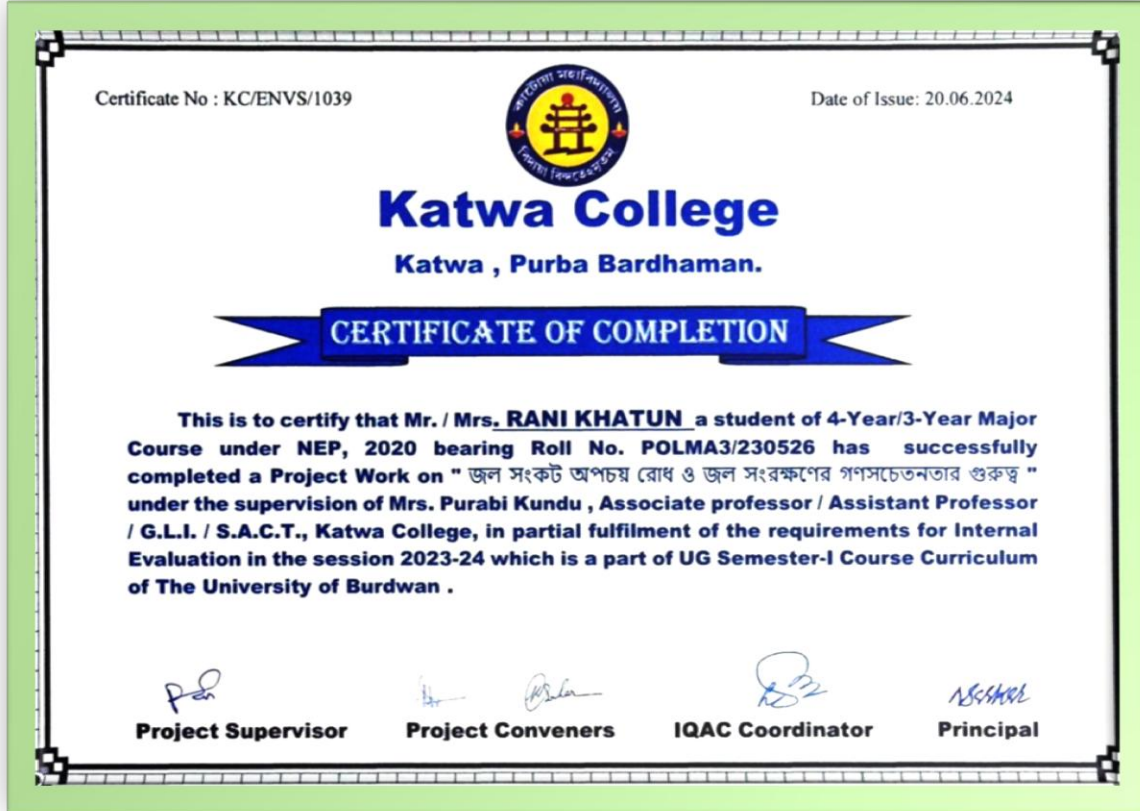 Certificate No : KC/ENVS/1039
Date of Issue: 20.06.2024
কাটোয়া মহাবিদ্যালয়
Katwa College
Katwa , Purba Bardhaman.
CERTIFICATE OF COMPLETION
This is to certify that Mr. / Mrs. RANI KHATUN a student of 4-Year/3-Year Major
Course under NEP, 2020 bearing Roll No. POLMA3/230526 has successfully
completed a Project Work on " জল সংকট অপচয় রোধ ও জল সংরক্ষণের গণসচেতনতার গুরুত্ব "
under the supervision of Mrs. Purabi Kundu , Associate professor / Assistant Professor
/ G.L.I. / S.A.C.T., Katwa College, in partial fulfilment of the requirements for Internal
Evaluation in the session 2023-24 which is a part of UG Semester-I Course Curriculum
of The University of Burdwan .
Project Supervisor
Project Conveners
IQAC Coordinator
Principal